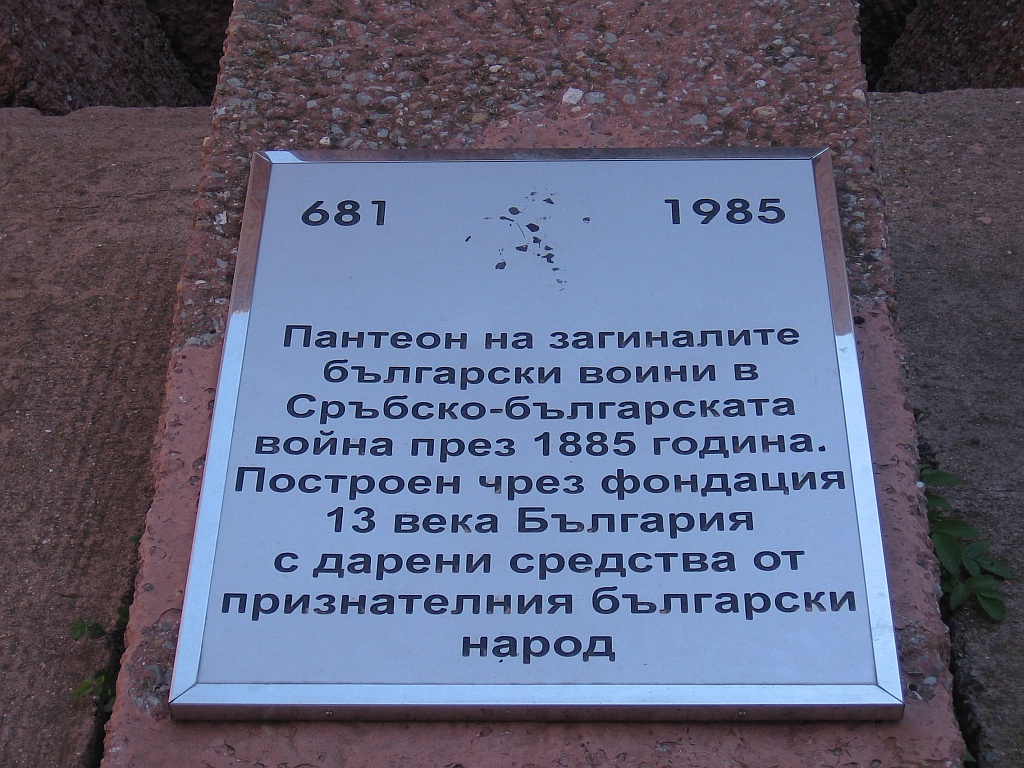 681 1985
Пантеон на загиналите
български воини в
Сръбско-българската
война през 1885 година.
Построен чрез фондация
13 века България
с дарени средства от
признателния български
народ